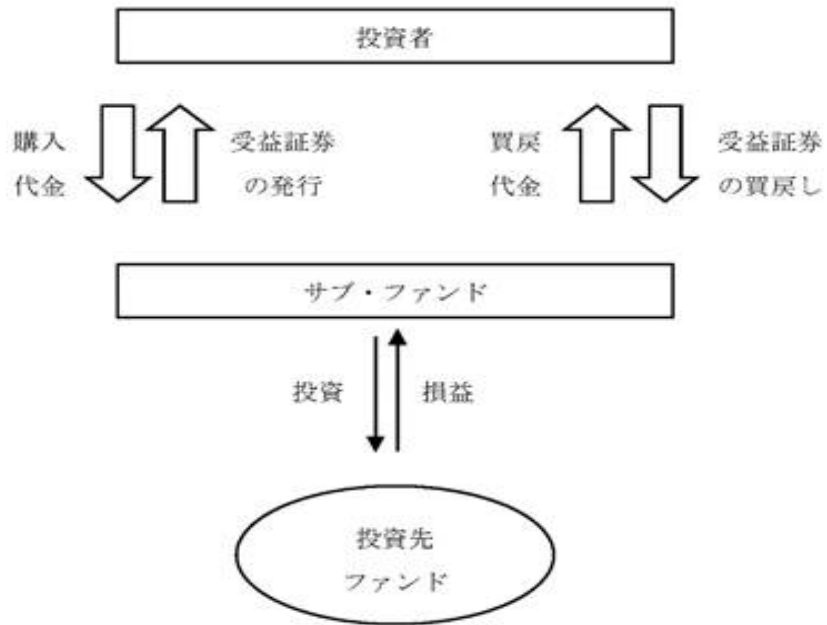 投資者
購入
代金
受益証券
の発行
買戻
代金
受益証券
の買戻し
サブ・ファンド
投資
損益
投資先
ファンド